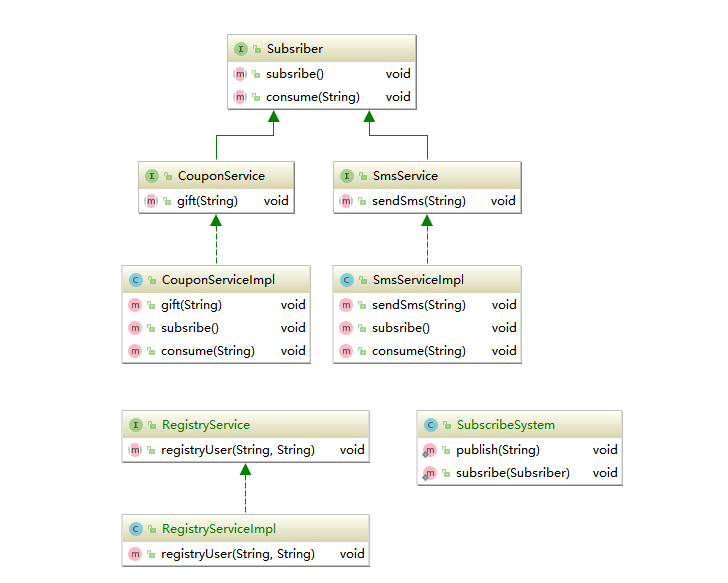 I Subsriber
m subsribe() void
m consume(String) void
I CouponService
m gift(String) void
I SmsService
m sendSms(String) void
C CouponServiceImpl
m gift(String) void
m subsribe() void
m consume(String) void
C SmsServiceImpl
m sendSms(String) void
m subsribe() void
m consume(String) void
I RegistryService
m registryUser(String, String) void
C SubscribeSystem
m publish(String) void
m subsribe(Subsriber) void
C RegistryServiceImpl
m registryUser(String, String) void